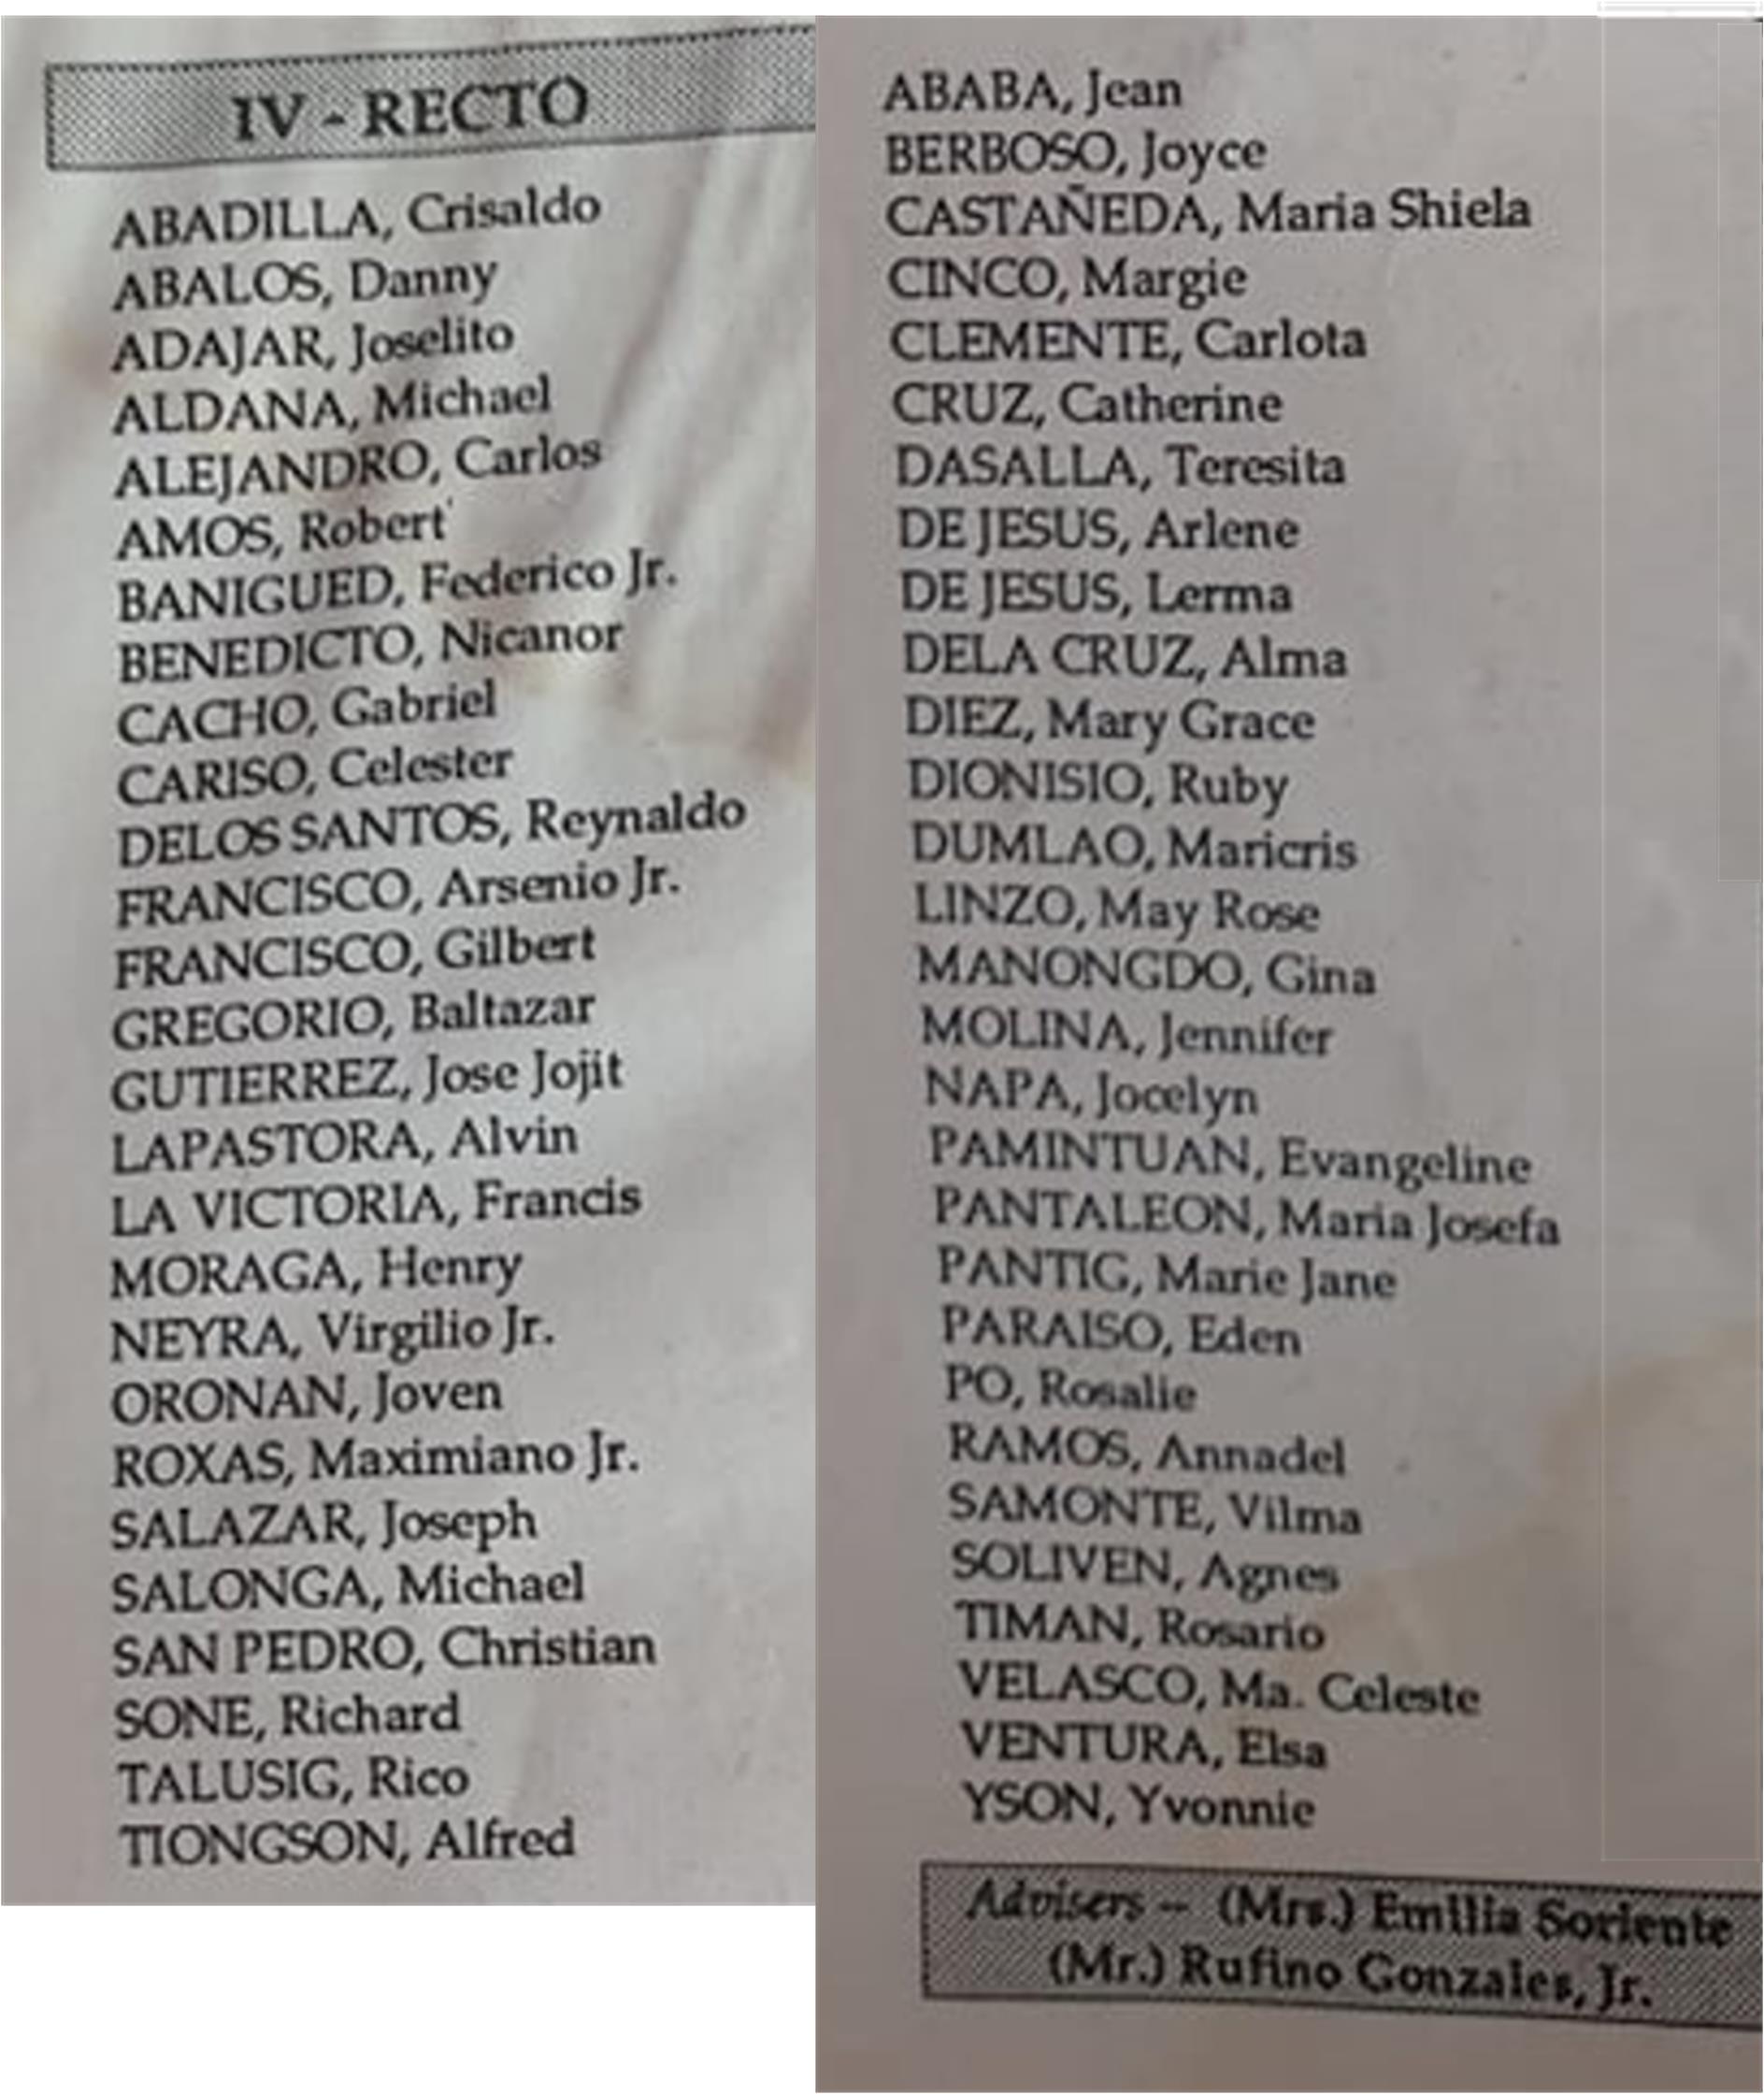 IV - RECTO
ABADILLA, Crisaldo
ABALOS, Danny
ADAJAR, Joselito
ALDANA, Michael
ALEJANDRO, Carlos
AMOS, Robert
BANIGUED, Federico Jr.
BENEDICTO, Nicanor
CACHO, Gabriel
CARISO, Celester
DELOS SANTOS, Reynaldo
FRANCISCO, Arsenio Jr.
FRANCISCO, Gilbert
GREGORIO, Baltazar
GUTIERREZ, Jose Jojit
LAPASTORA, Alvin
LA VICTORIA, Francis
MORAGA, Henry
NEYRA, Virgilio Jr.
ORONAN, Joven
ROXAS, Maximiano Jr.
SALAZAR, Joseph
SALONGA, Michael
SAN PEDRO, Christian
SONE, Richard
TALUSIG, Rico
TIONGSON, Alfred
ABABA, Jean
BERBOSO, Joyce
CASTAÑEDA, Maria Shiela
CINCO, Margie
CLEMENTE, Carlota
CRUZ, Catherine
DASALLA, Teresita
DE JESUS, Arlene
DE JESUS, Lerma
DELA CRUZ, Alma
DIEZ, Mary Grace
DIONISIO, Ruby
DUMLAO, Maricris
LINZO, May Rose
MANONGDO, Gina
MOLINA, Jennifer
NAPA, Jocelyn
PAMINTUAN, Evangeline
PANTALEON, Maria Josefa
PANTIG, Marie Jane
PARAISO, Eden
PO, Rosalie
RAMOS, Annadel
SAMONTE, Vilma
SOLIVEN, Agnes
TIMAN, Rosario
VELASCO, Ma. Celeste
VENTURA, Elsa
YSON, Yvonnie
Advisers – (Mrs.) Emilia Soriente
(Mr.) Rufino Gonzales, Jr.